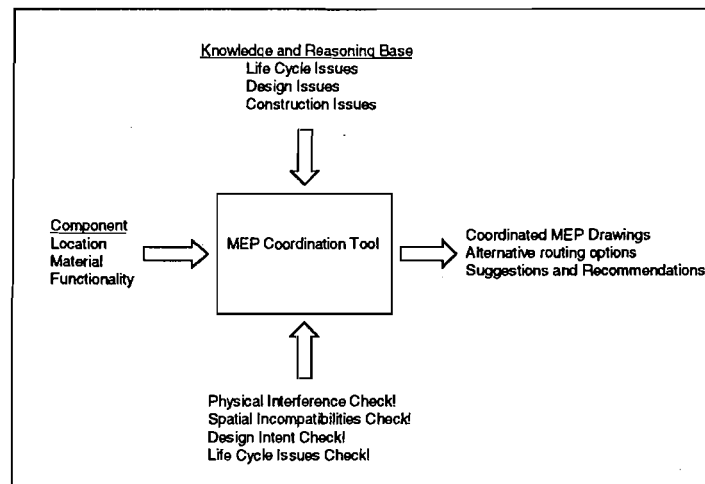 Knowledge and Reasoning Base
Life Cycle Issues
Design Issues
Construction Issues
Component
Location
Material
Functionality
MEP Coordination Tool
Coordinated MEP Drawings
Alternative routing options
Suggestions and Recommendations
Physical Interference Check!
Spatial Incompatibilities Check!
Design Intent Check!
Life Cycle Issues Check!